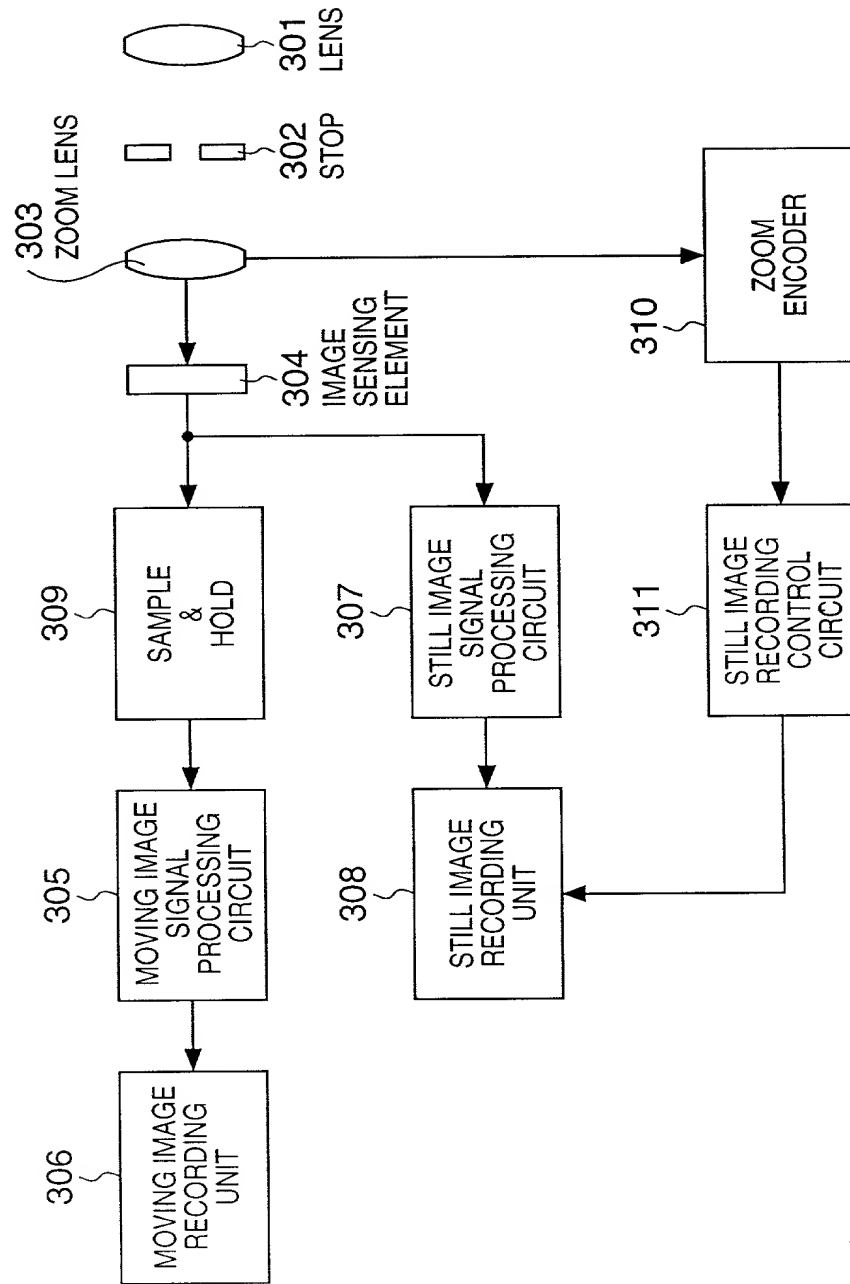 301
LENS
302
STOP
303
ZOOM LENS
304
IMAGE
SENSING
ELEMENT
309
SAMPLE
&
HOLD
305
MOVING IMAGE
SIGNAL
PROCESSING
CIRCUIT
306
MOVING IMAGE
RECORDING
UNIT
307
STILL IMAGE
SIGNAL
PROCESSING
CIRCUIT
308
STILL IMAGE
RECORDING
UNIT
310
ZOOM
ENCODER
311
STILL IMAGE
RECORDING
CONTROL
CIRCUIT